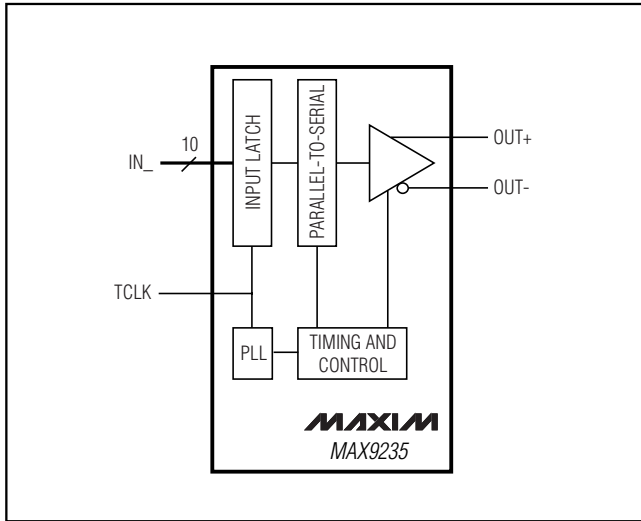 10
IN_
INPUT LATCH
PARALLEL-TO-SERIAL
OUT+
OUT-
TCLK
PLL
TIMING AND
CONTROL
MAXIM
MAX9235